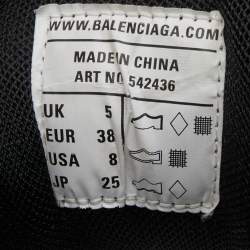 WWW.BALENCIAGA.COM
MADE IN CHINA
ART NO 542436
UK 5
EUR 38
USA 8
JP 25